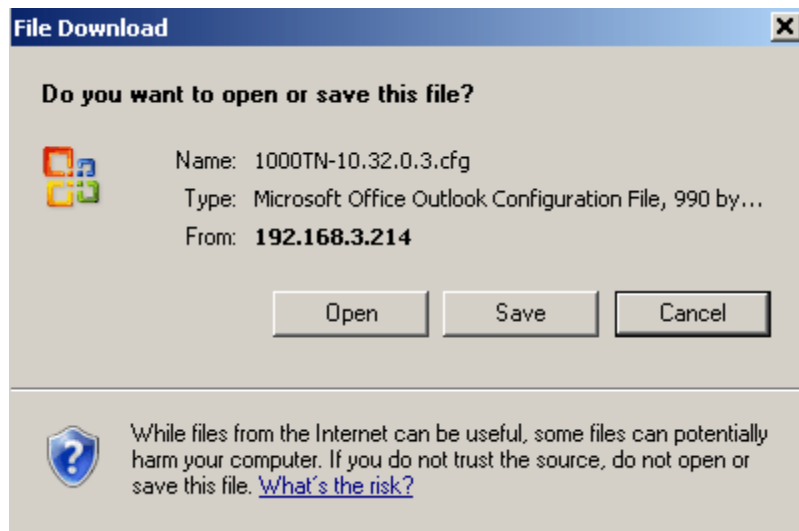 File Download
Do you want to open or save this file?
Name: 1000TN-10.32.0.3.cfg
Type: Microsoft Office Outlook Configuration File, 990 by...
From: 192.168.3.214
Open Save Cancel
While files from the Internet can be useful, some files can potentially
harm your computer. If you do not trust the source, do not open or
save this file. What's the risk?